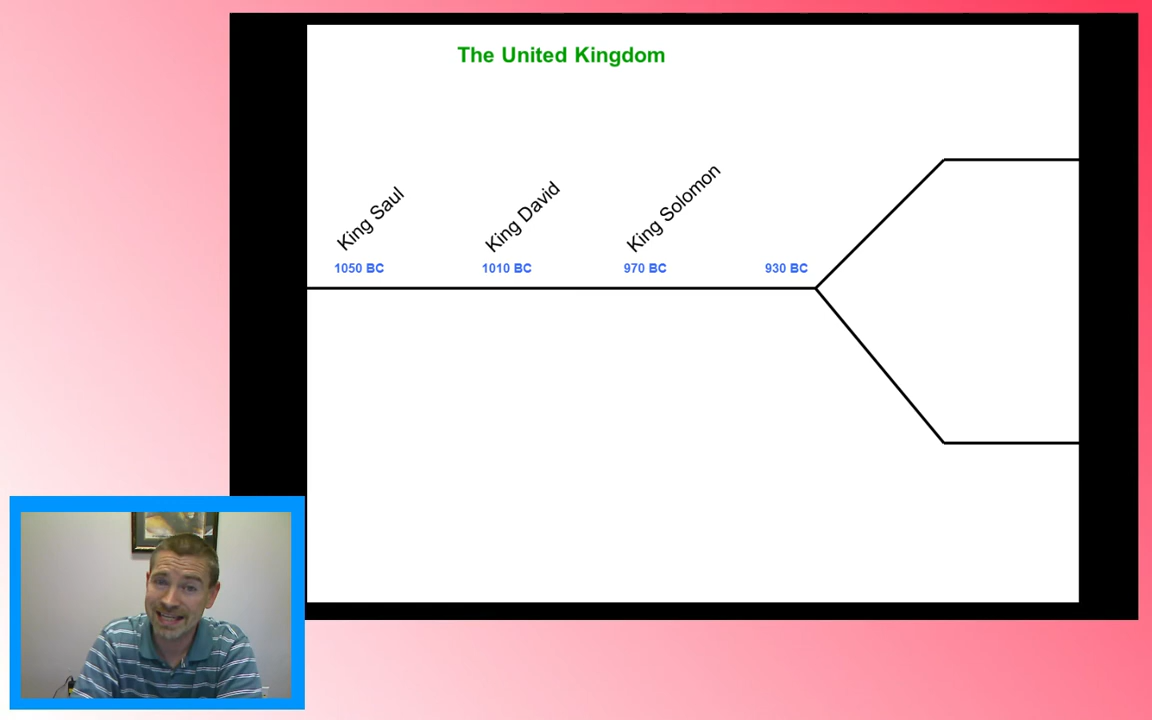 The United Kingdom
King Saul
King David
King Solomon
1050 BC
1010 BC
970 BC
930 BC